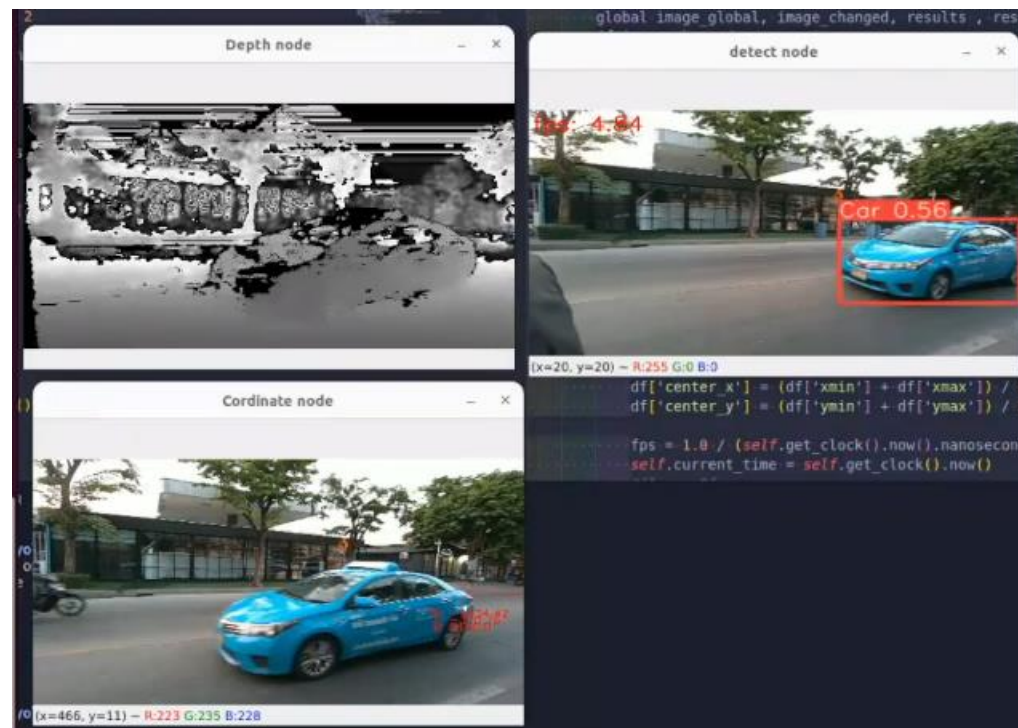 2
global image_global, image_changed, results , res
Depth node
detect node
fps: 4.84
Car 0.56
(x=20, y=20) ~ R:255 G:0 B:0
df['center_x'] = (df['xmin'] + df['xmax']) /
df['center_y'] = (df['ymin'] + df['ymax']) /
fps = 1.0 / (self.get_clock().now().nanosecon
self.current_time = self.get_clock().now()
Cordinate node
(x=466, y=11) ~ R:223 G:235 B:228